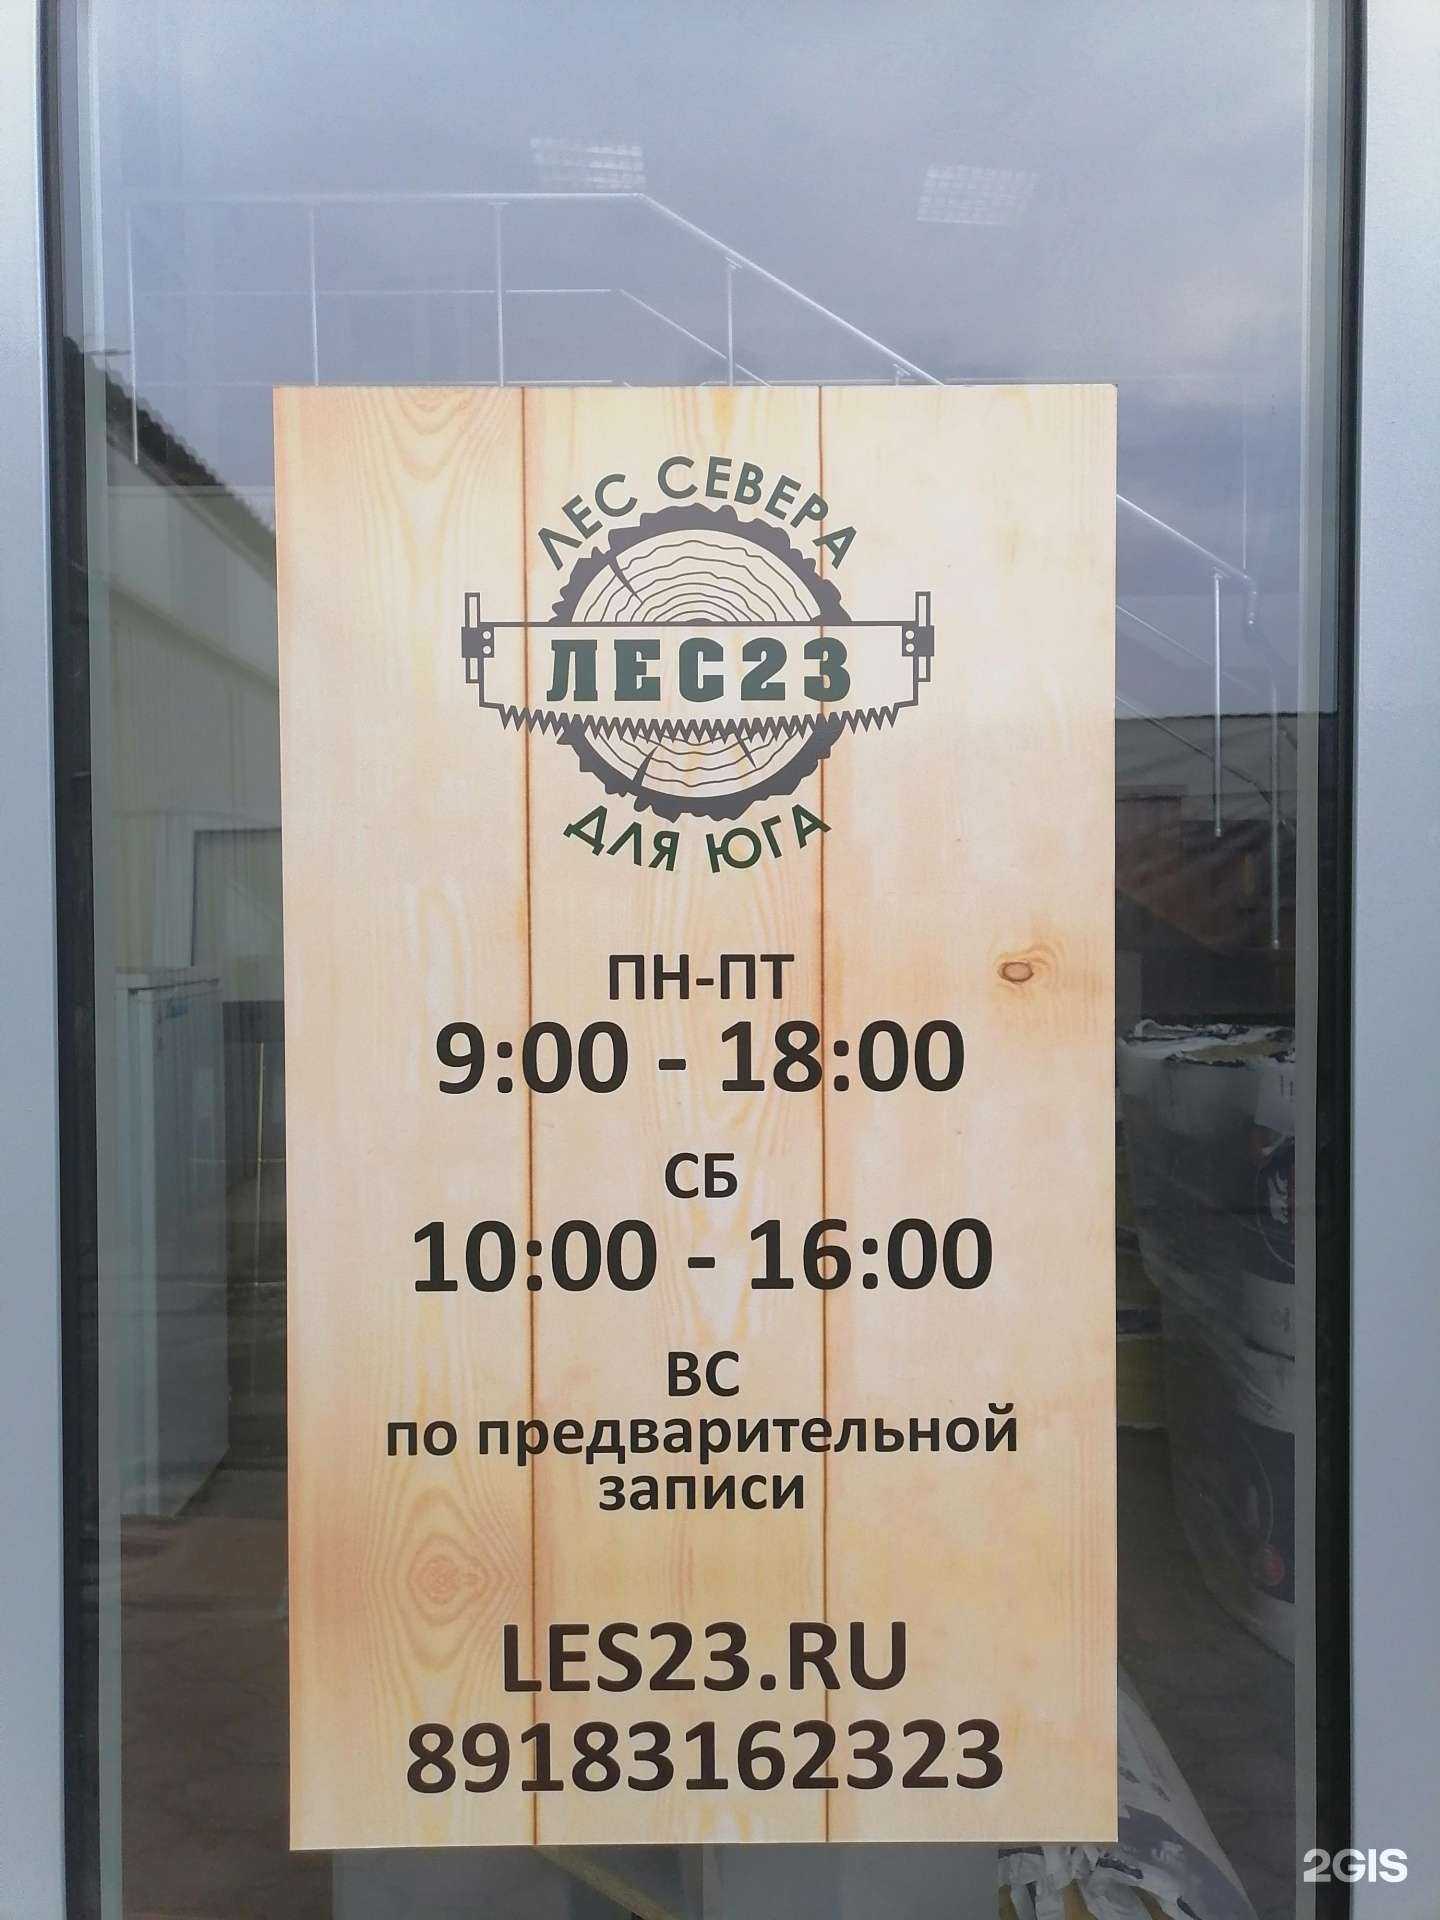 ЛЕС СЕВЕРА
ЛЕС23
ДЛЯ ЮГА
ПН-ПТ
9:00 - 18:00
СБ
10:00 - 16:00
ВС
по предварительной
записи
LES23.RU
89183162323
2GIS